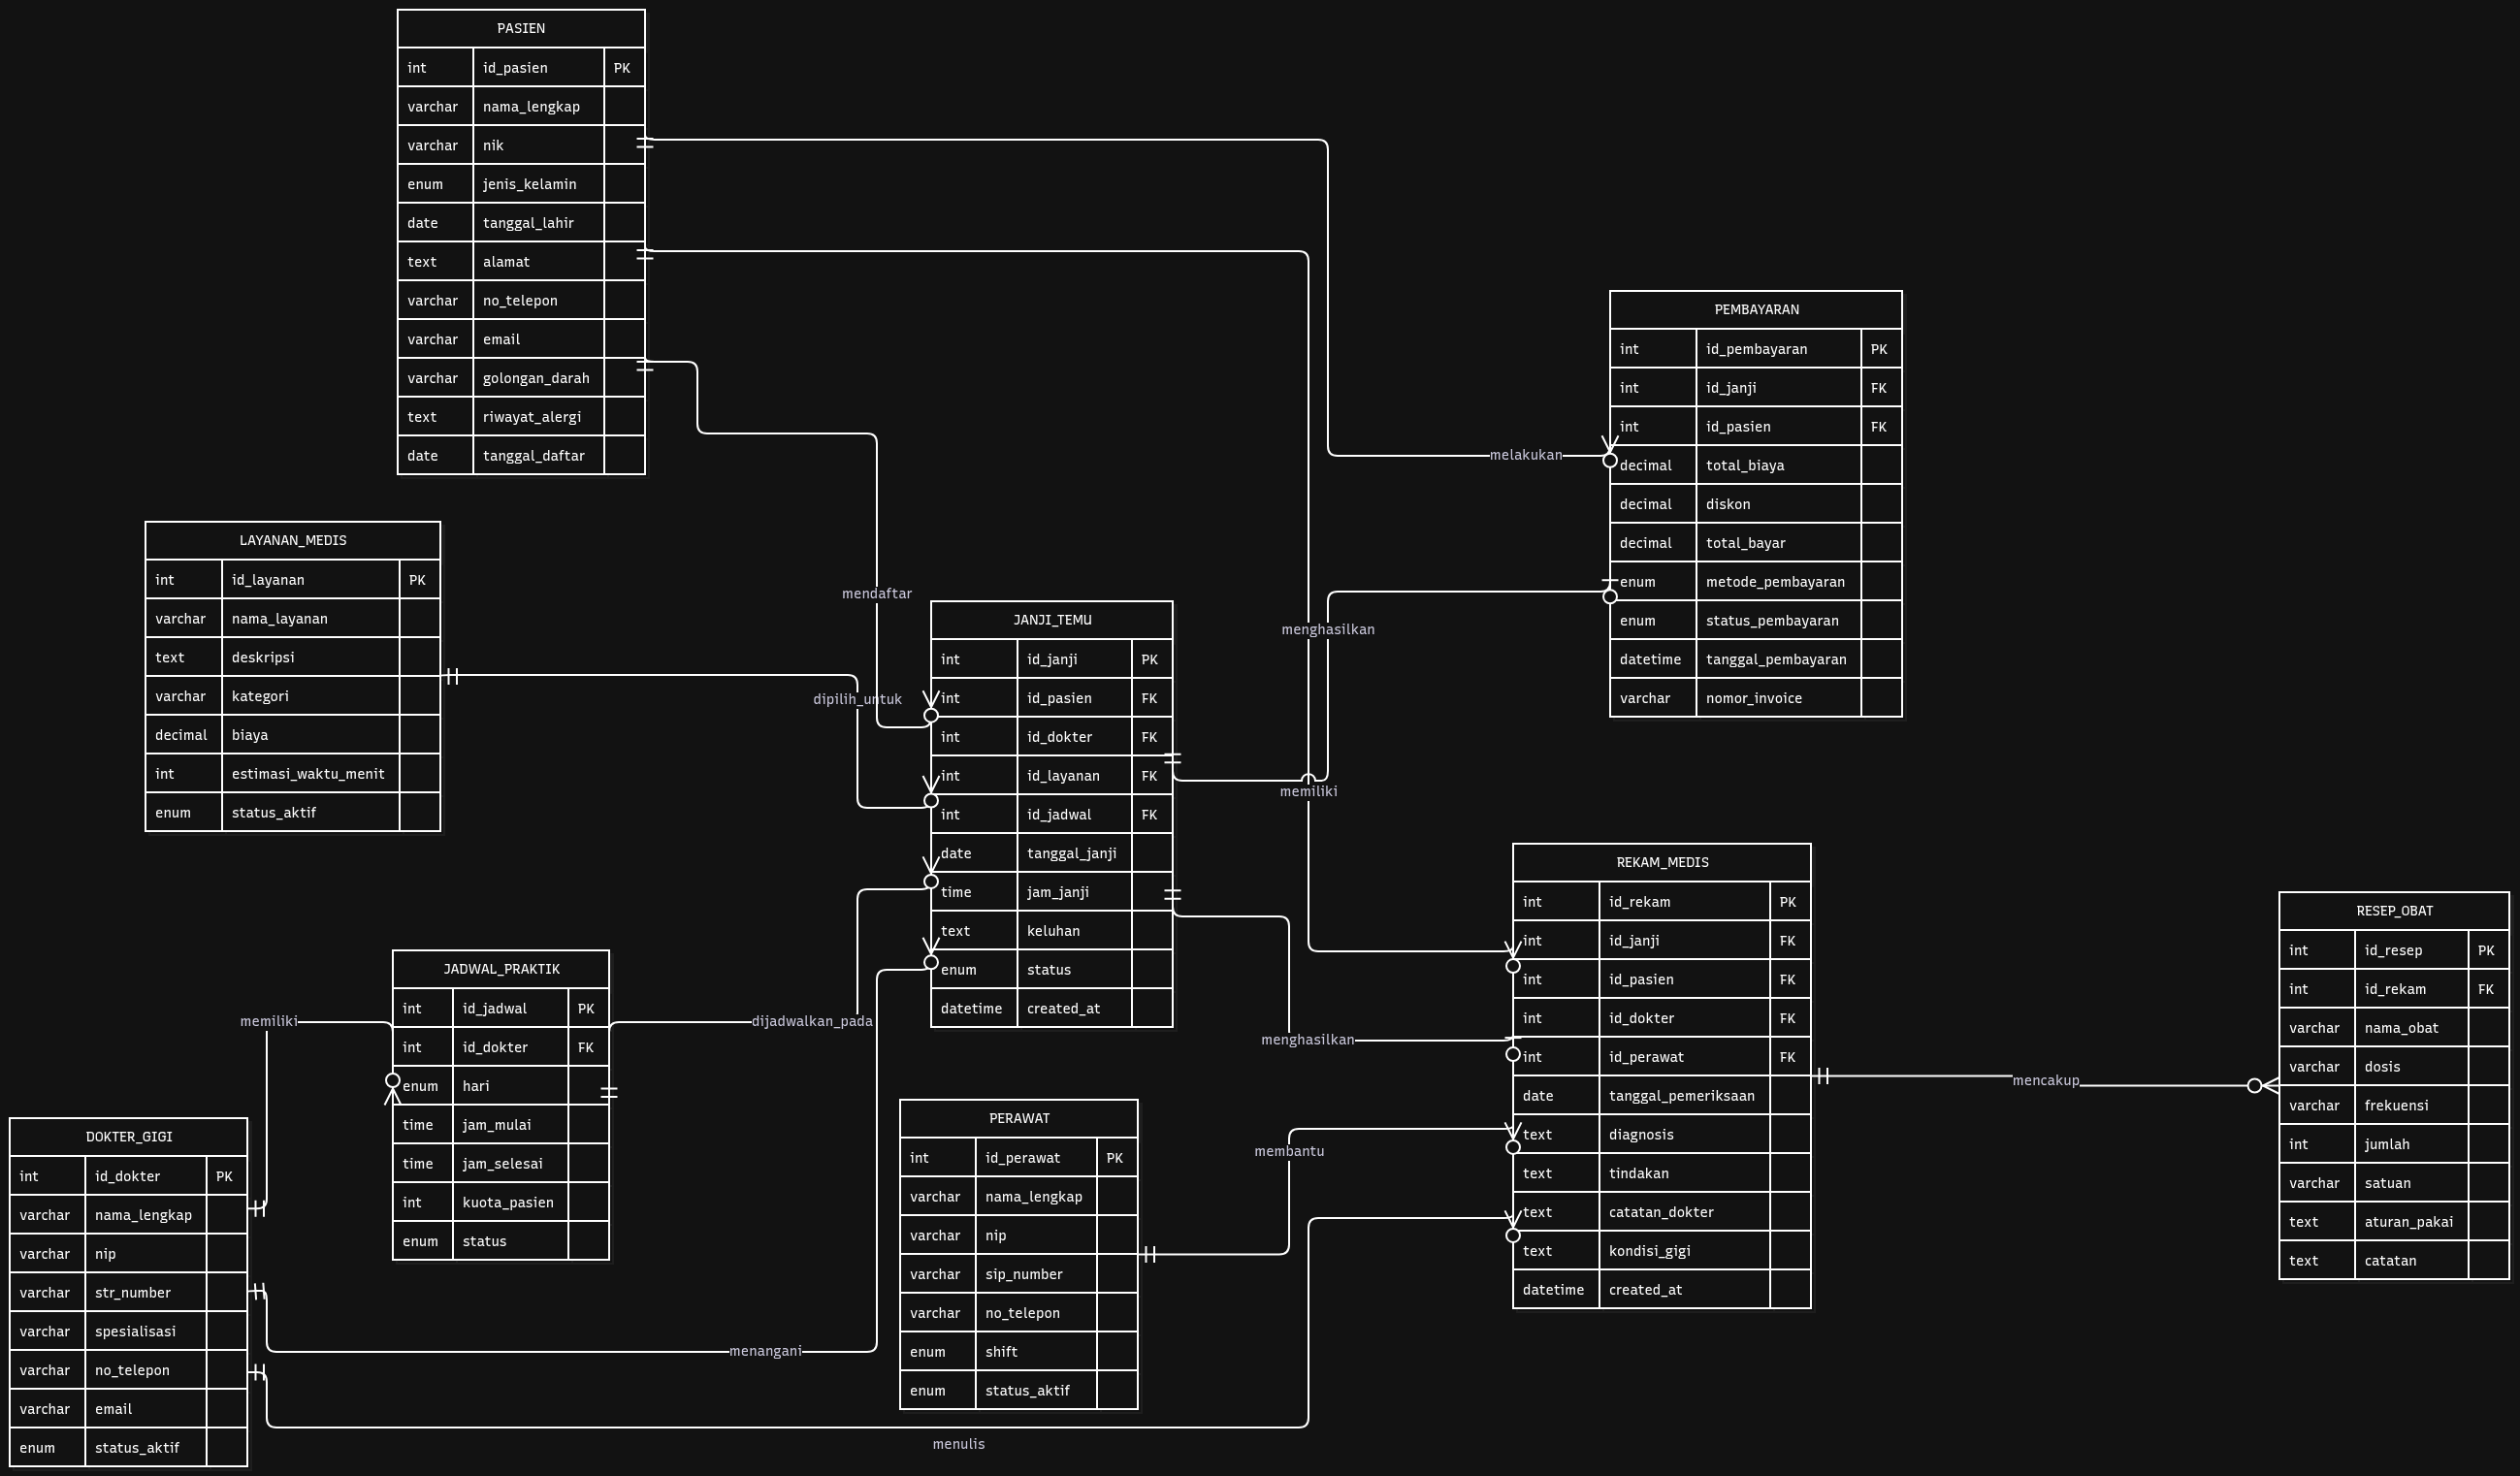 PASIEN
int id_pasien PK
varchar nama_lengkap
varchar nik
enum jenis_kelamin
date tanggal_lahir
text alamat
varchar no_telepon
varchar email
varchar golongan_darah
text riwayat_alergi
date tanggal_daftar
PEMBAYARAN
int id_pembayaran PK
int id_janji FK
int id_pasien FK
decimal total_biaya
decimal diskon
decimal total_bayar
enum metode_pembayaran
enum status_pembayaran
datetime tanggal_pembayaran
varchar nomor_invoice
melakukan
LAYANAN_MEDIS
int id_layanan PK
varchar nama_layanan
text deskripsi
varchar kategori
decimal biaya
int estimasi_waktu_menit
enum status_aktif
mendaftar
dipilih_untuk
JANJI_TEMU
int id_janji PK
int id_pasien FK
int id_dokter FK
int id_layanan FK
int id_jadwal FK
date tanggal_janji
time jam_janji
text keluhan
enum status
datetime created_at
menghasilkan
memiliki
REKAM_MEDIS
int id_rekam PK
int id_janji FK
int id_pasien FK
int id_dokter FK
int id_perawat FK
date tanggal_pemeriksaan
text diagnosis
text tindakan
text catatan_dokter
text kondisi_gigi
datetime created_at
RESEP_OBAT
int id_resep PK
int id_rekam FK
varchar nama_obat
varchar dosis
varchar frekuensi
int jumlah
varchar satuan
text aturan_pakai
text catatan
mencakup
JADWAL_PRAKTIK
int id_jadwal PK
int id_dokter FK
enum hari
time jam_mulai
time jam_selesai
int kuota_pasien
enum status
memiliki
dijadwalkan_pada
menghasilkan
DOKTER_GIGI
int id_dokter PK
varchar nama_lengkap
varchar nip
varchar str_number
varchar spesialisasi
varchar no_telepon
varchar email
enum status_aktif
PERAWAT
int id_perawat PK
varchar nama_lengkap
varchar nip
varchar sip_number
varchar no_telepon
enum shift
enum status_aktif
membantu
menangani
menulis